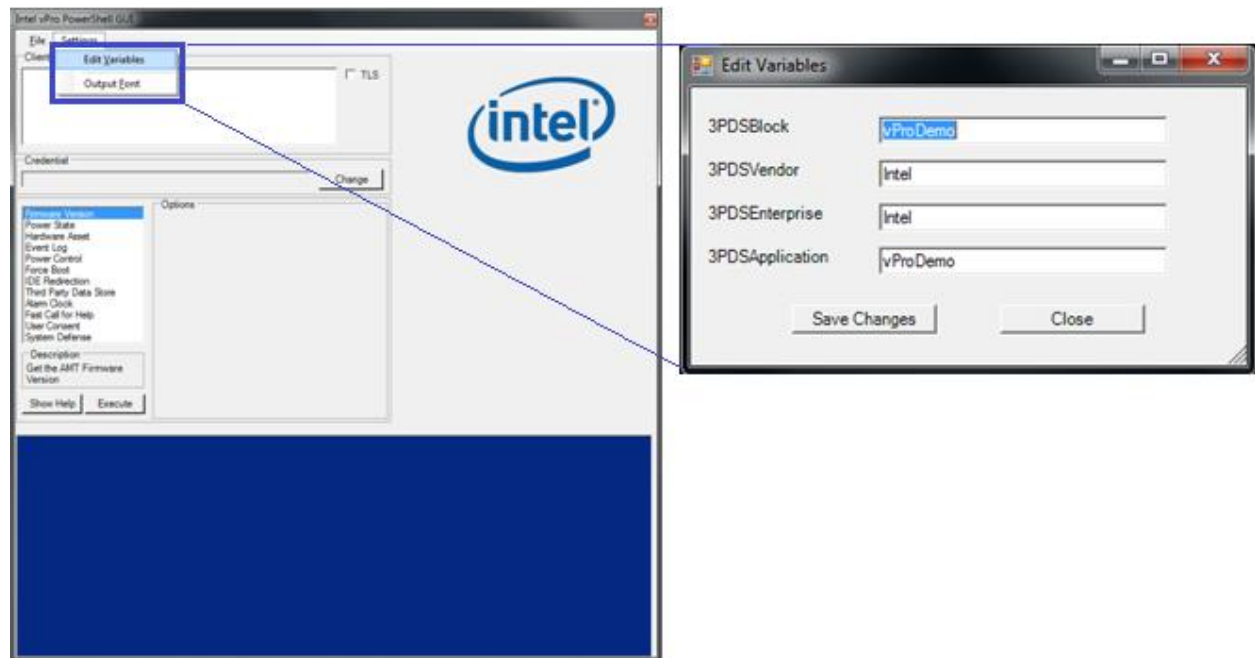 Intel vPro PowerShell GUI
File Settings
Edit Variables
Output Font
TLS
intel
Credential
Change
Firmware Version
Power State
Hardware Asset
Event Log
Power Control
Force Boot
IDE Redirection
Third Party Data Store
Alarm Clock
Fast Call for Help
User Consent
System Defense
Options
Description
Get the AMT Firmware
Version
Show Help Execute
Edit Variables
3PDSBlock vProDemo
3PDSVendor Intel
3PDSEnterprise Intel
3PDSApplication vProDemo
Save Changes Close